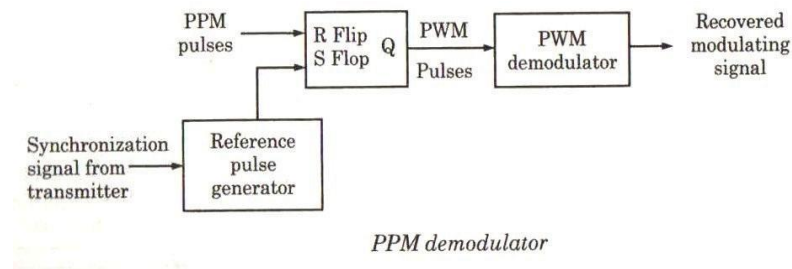 PPM
pulses
R Flip
S Flop
Q
PWM
Pulses
PWM
demodulator
Recovered
modulating
signal
Synchronization
signal from
transmitter
Reference
pulse
generator
PPM demodulator